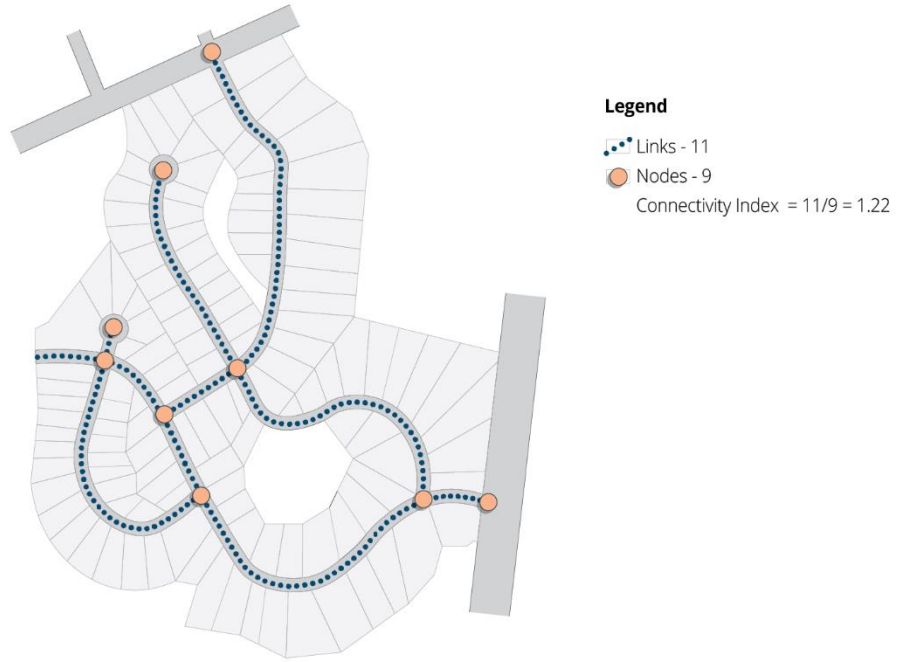 Legend
Links - 11
Nodes - 9
Connectivity Index = 11/9 = 1.22